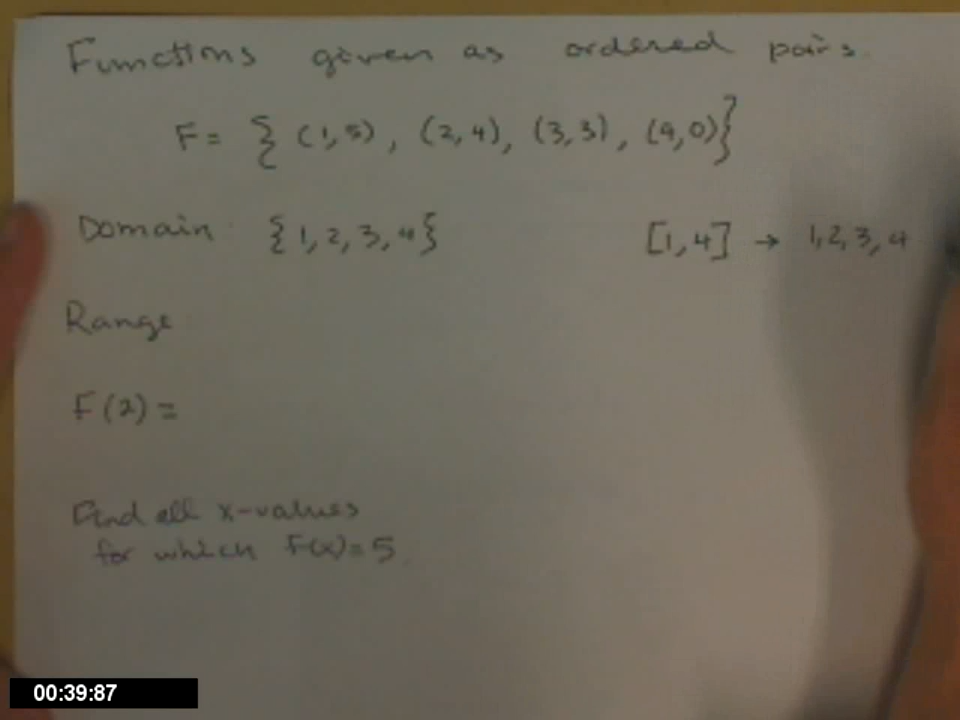 Functions given as ordered pairs.
F = { (1,5), (2,4), (3,3), (4,0)}
Domain: {1,2,3,4} [1,4] → 1,2,3,4
Range
F(2) =
Find all x-values
for which F(x)=5.
00:39:87